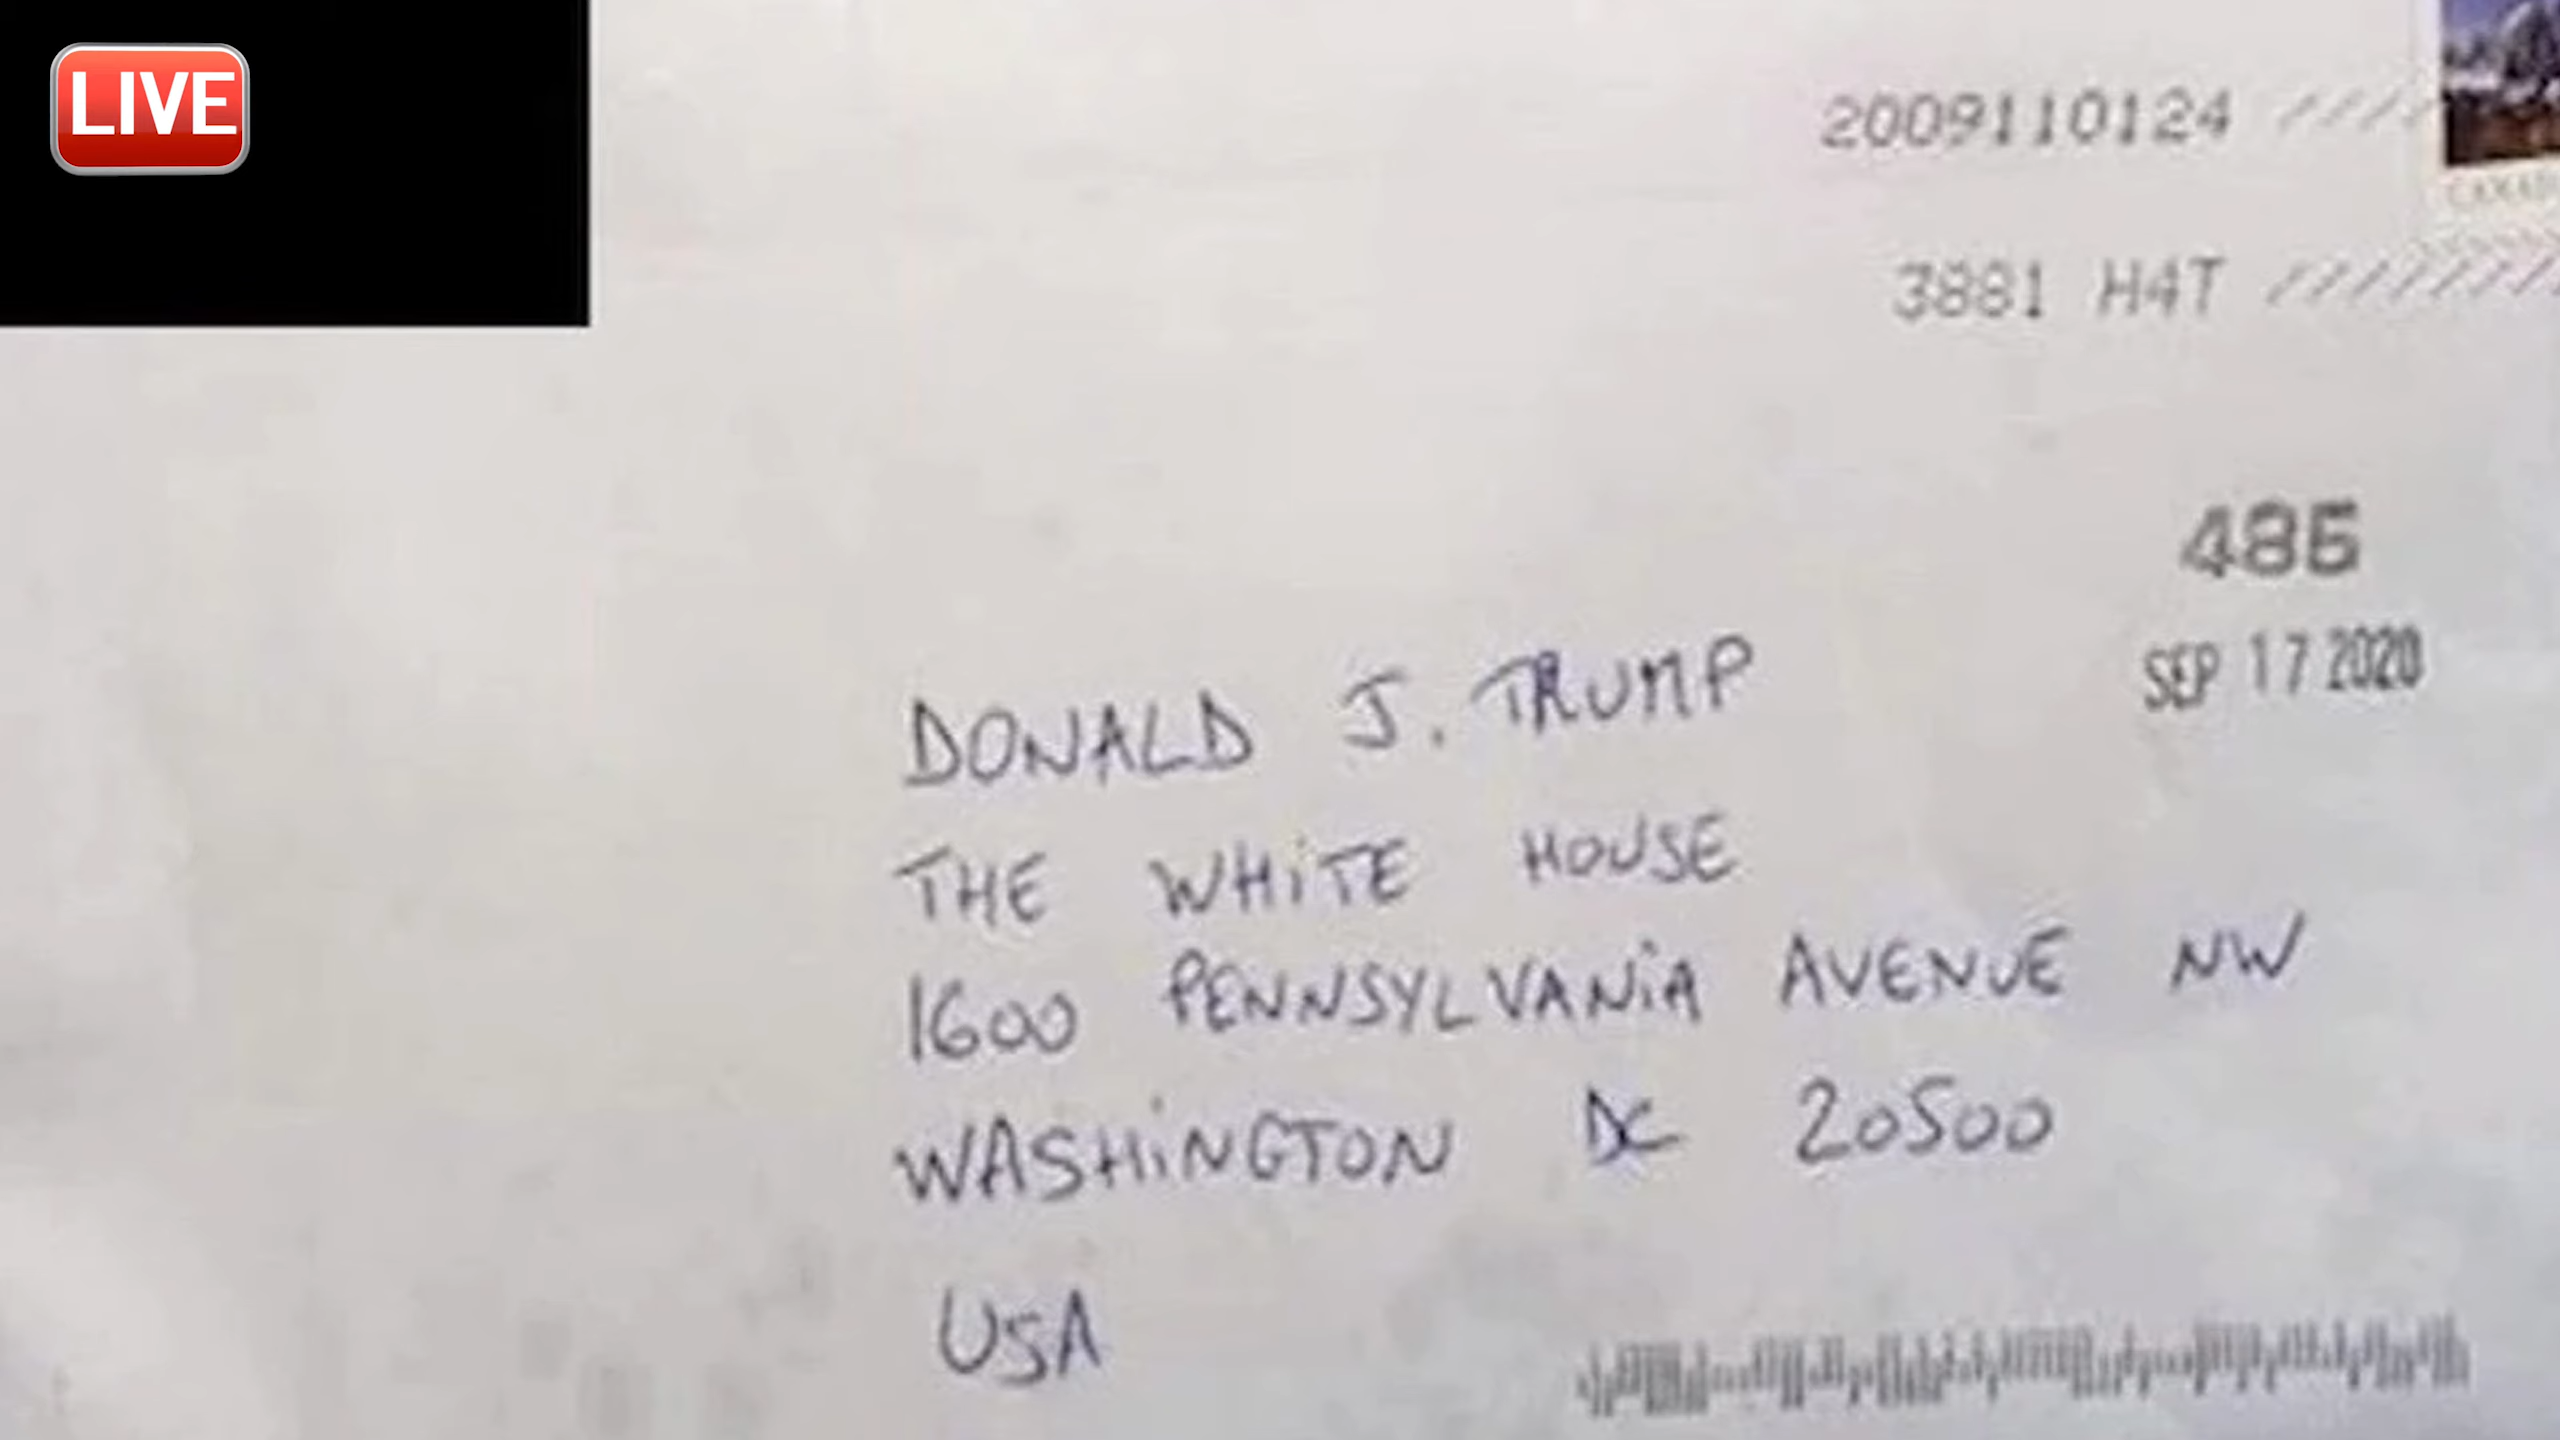 LIVE
2009110124
3881 H4T
485
SEP 17 2020
DONALD J. TRUMP
THE WHiTE HOUSE
1600 PENNSYLVANiA AVENUE NW
WASHiNGTON DC 20500
USA